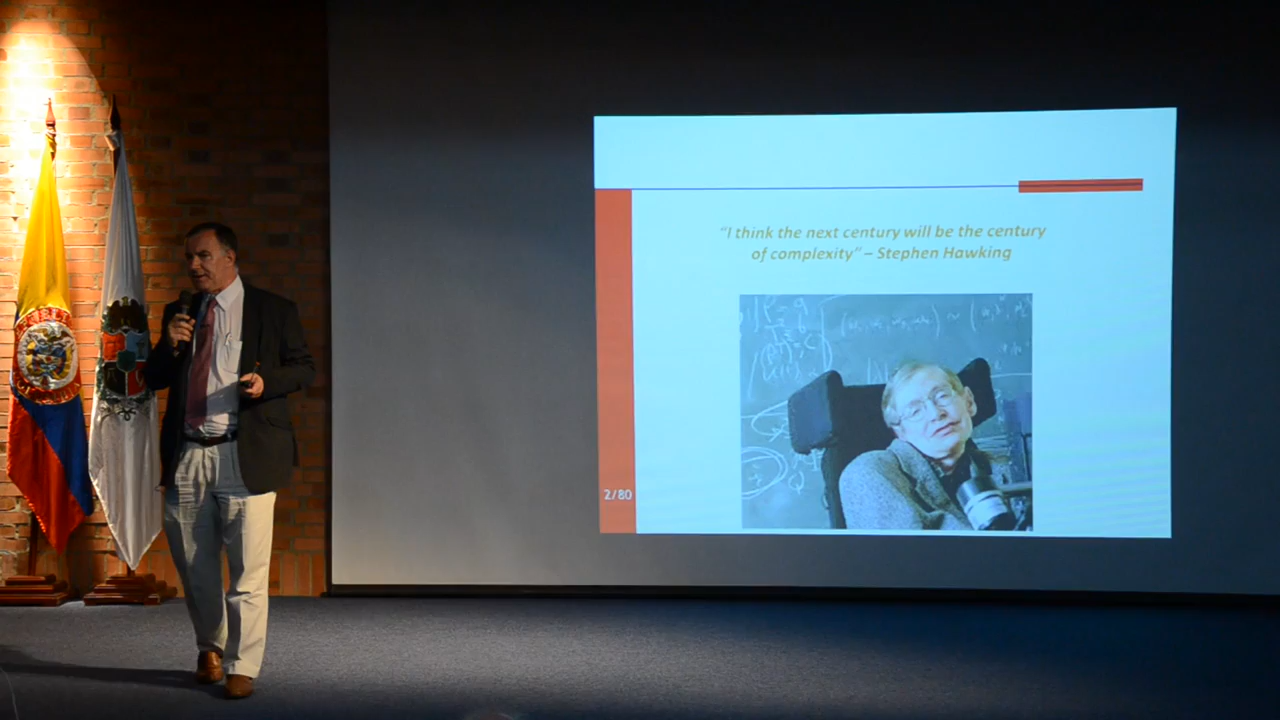 “I think the next century will be the century
of complexity” – Stephen Hawking
2/80